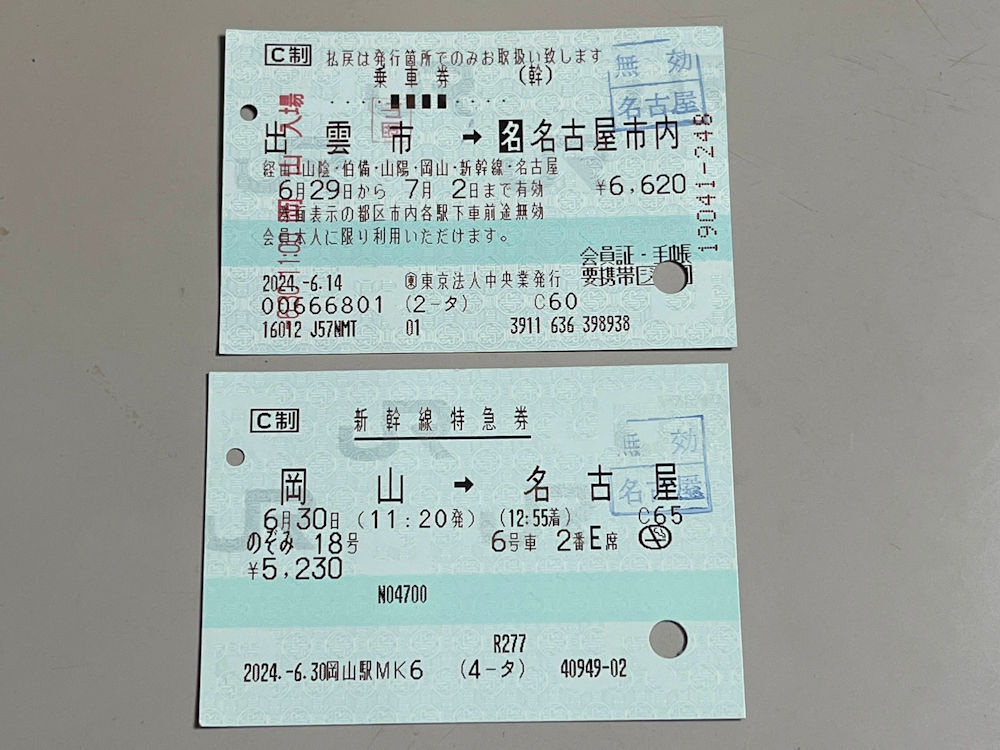 C制 払戻は発行箇所でのみお取扱い致します
乗車券 (幹)
無効
名古屋
出雲市 → 名 名古屋市内
経由 山陰・伯備・山陽・岡山・新幹線・名古屋
6月29日から 7月 2日まで有効 ¥6,620
券面表示の都区市内各駅下車前途無効
会員本人に限り利用いただけます。
会員証・手帳
要携帯
2024.-6.14 東京法人中央業発行
00666801 (2-タ) C60
16012 J57NMT 01 3911 636 398938
19041-248
岡山 入場
C制 新幹線特急券
無効
名古屋
岡山 → 名古屋
6月30日 (11:20発) (12:55着) C65
のぞみ 18号 6号車 2番E席
¥5,230
N04700
R277
2024.-6.30岡山駅MK6 (4-タ) 40949-02